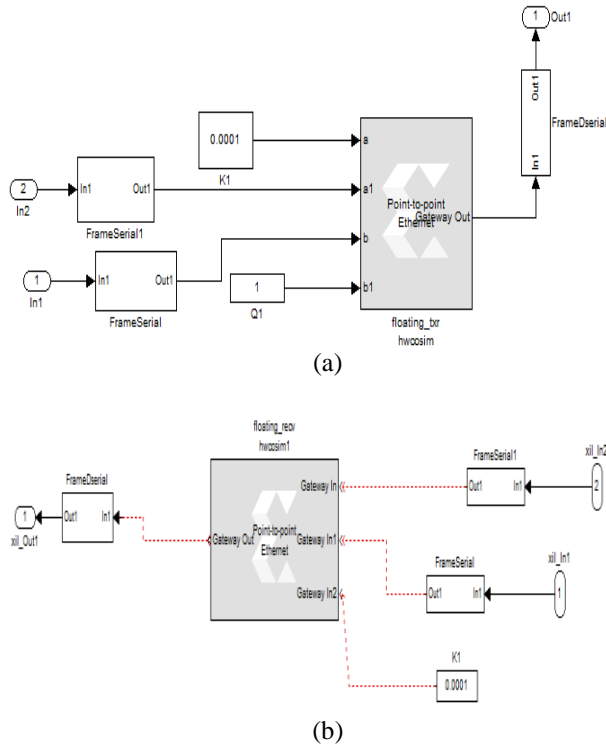 1
Out1
Out1
In1
FrameDserial
0.0001
K1
a
2
In2
In1
Out1
FrameSerial1
a1
Point-to-point
Ethernet
Gateway Out
b
1
In1
In1
Out1
FrameSerial
1
Q1
b1
floating_txr
hwcosim
(a)
floating_recv
hwcosim1
FrameDserial
1
xil_Out1
Out1
In1
Gateway Out
Point-to-point
Ethernet
Gateway In
Gateway In1
Gateway In2
FrameSerial1
Out1
In1
xil_In2
2
FrameSerial
Out1
In1
xil_In1
1
K1
0.0001
(b)